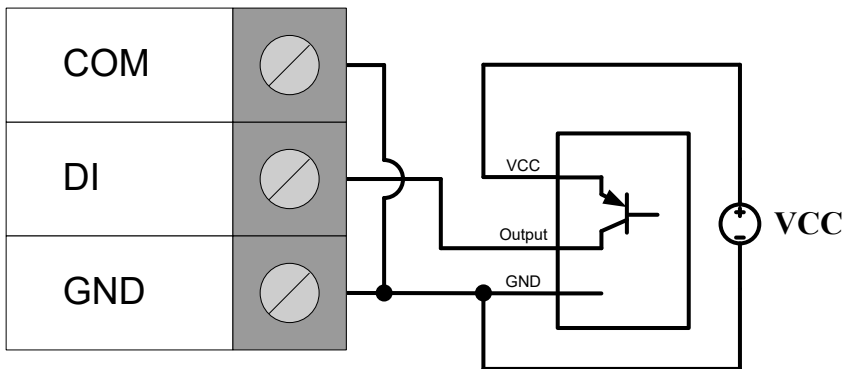 COM
DI
GND
VCC
Output
GND
+
VCC
−